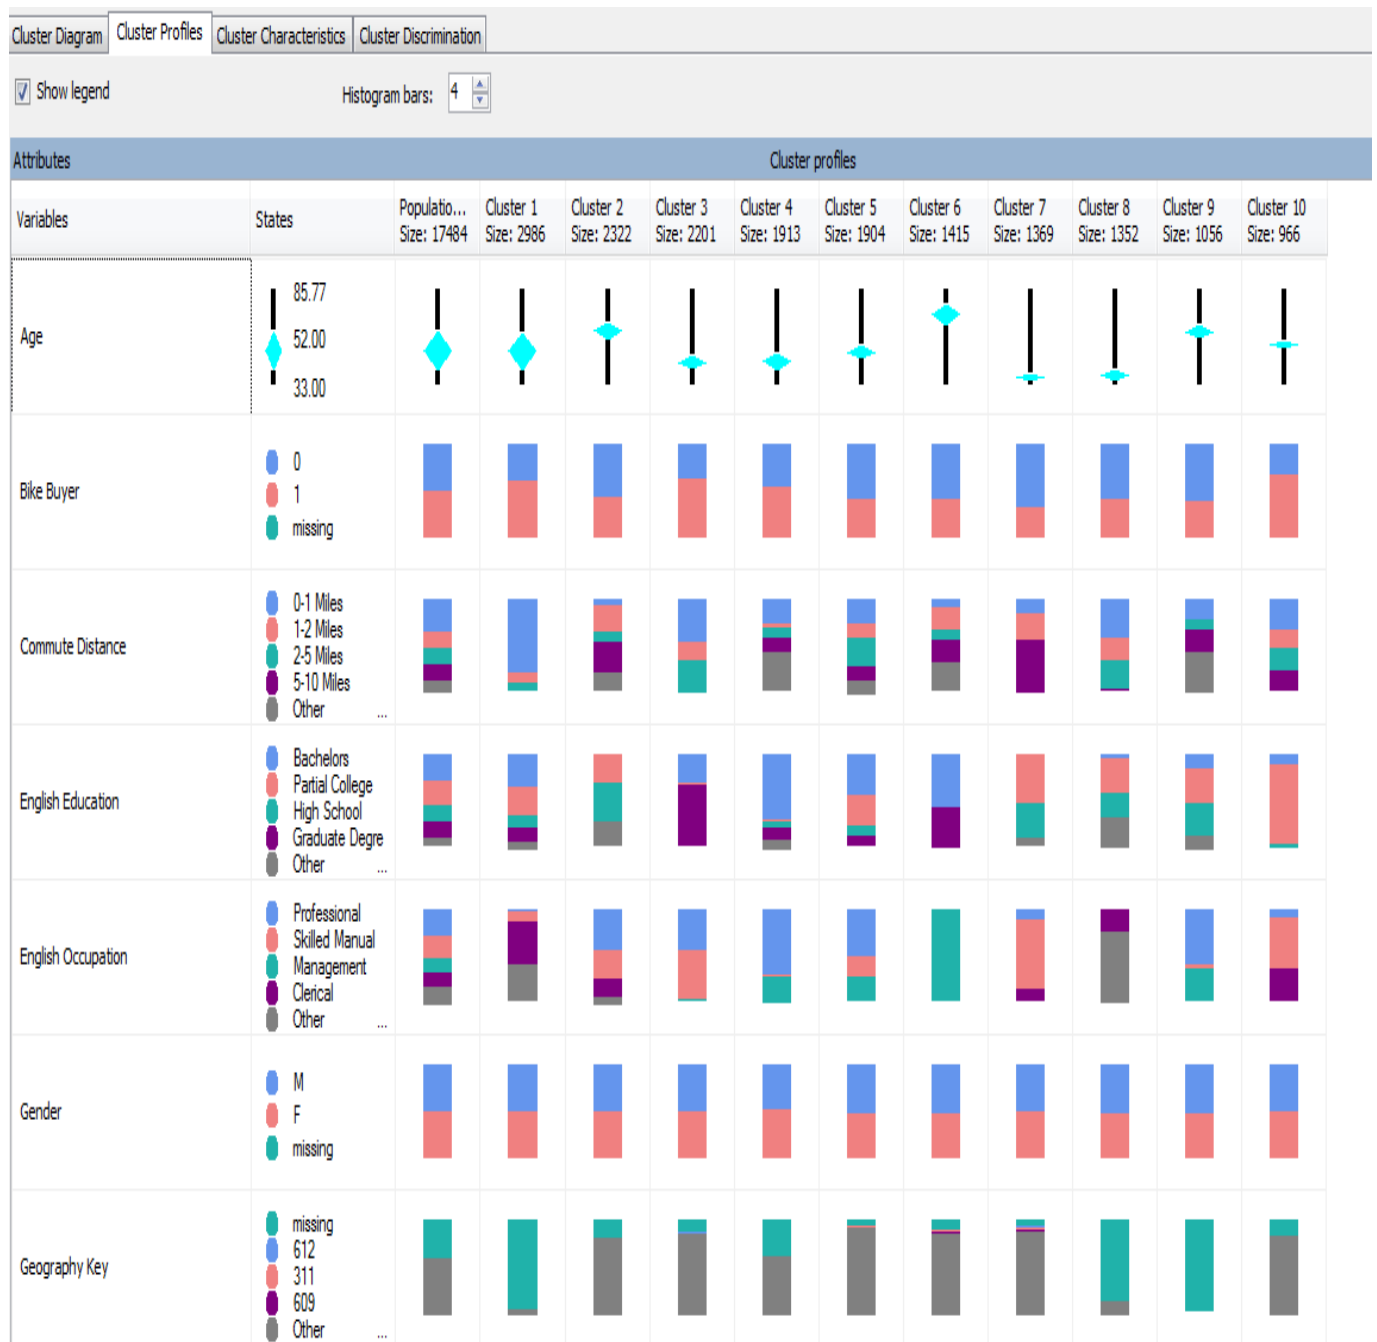 Cluster Diagram Cluster Profiles Cluster Characteristics Cluster Discrimination
Show legend Histogram bars: 4
Attributes Cluster profiles
Variables States Populatio... Cluster 1 Cluster 2 Cluster 3 Cluster 4 Cluster 5 Cluster 6 Cluster 7 Cluster 8 Cluster 9 Cluster 10
Size: 17484 Size: 2986 Size: 2322 Size: 2201 Size: 1913 Size: 1904 Size: 1415 Size: 1369 Size: 1352 Size: 1056 Size: 966
Age
85.77
52.00
33.00
Bike Buyer
0
1
missing
Commute Distance
0-1 Miles
1-2 Miles
2-5 Miles
5-10 Miles
Other ...
English Education
Bachelors
Partial College
High School
Graduate Degre
Other ...
English Occupation
Professional
Skilled Manual
Management
Clerical
Other ...
Gender
M
F
missing
Geography Key
missing
612
311
609
Other ...